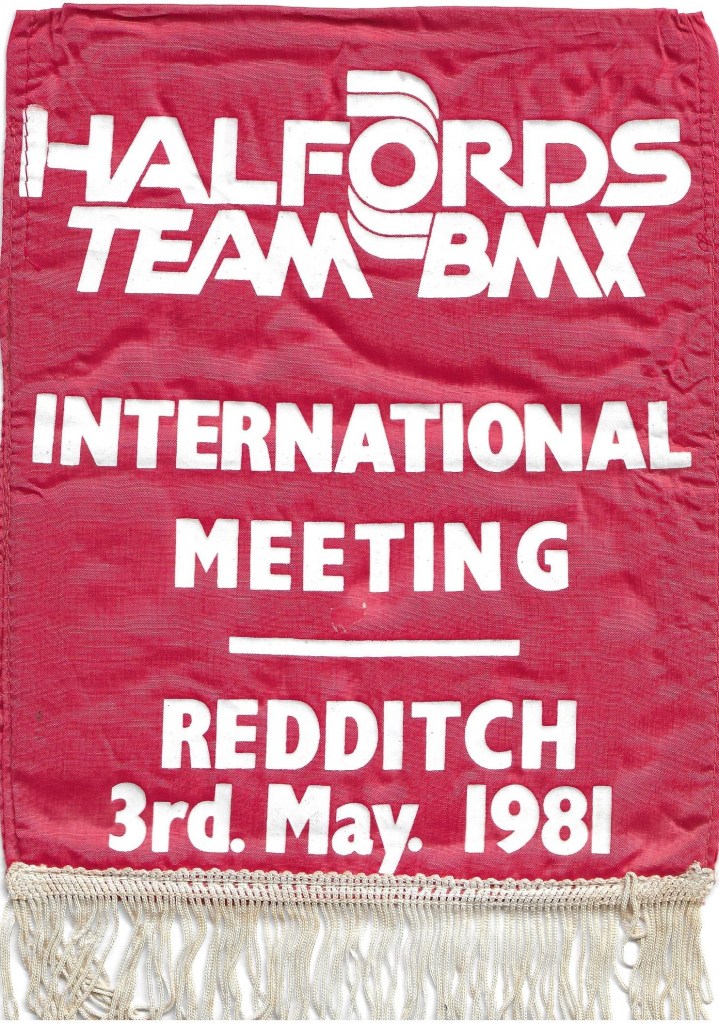 HALFORDS
TEAM BMX
INTERNATIONAL
MEETING
REDDITCH
3rd. May. 1981